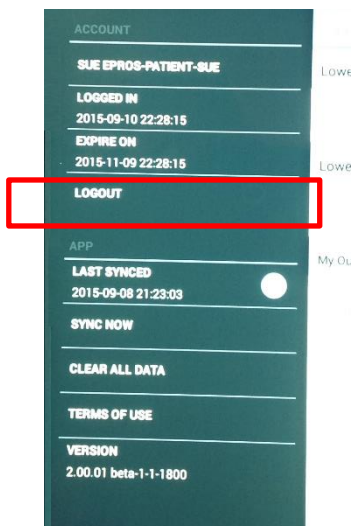 ACCOUNT
SUE EPROS-PATIENT-SUE
LOGGED IN
2015-09-10 22:28:15
EXPIRE ON
2015-11-09 22:28:15
LOGOUT
APP
LAST SYNCED
2015-09-08 21:23:03
SYNC NOW
CLEAR ALL DATA
TERMS OF USE
VERSION
2.00.01 beta-1-1-1800
Lowe
Lowe
My Ou